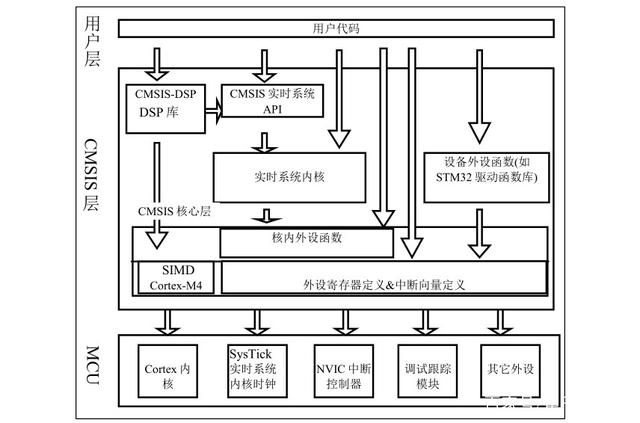 用户层
用户代码
CMSIS层
CMSIS-DSP
DSP 库
CMSIS 实时系统
API
实时系统内核
设备外设函数(如
STM32 驱动函数库)
CMSIS 核心层
核内外设函数
SIMD
Cortex-M4
外设寄存器定义&中断向量定义
MCU
Cortex 内
核
SysTick
实时系统
内核时钟
NVIC 中断
控制器
调试跟踪
模块
其它外设